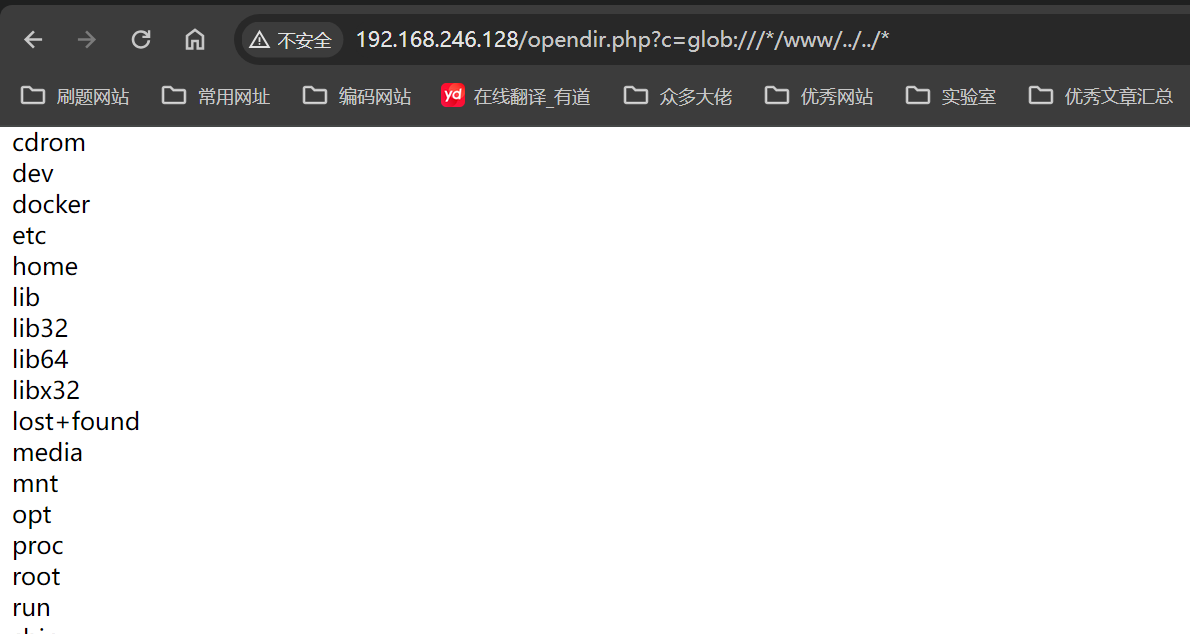 不安全 192.168.246.128/opendir.php?c=glob:///*/www/../../*
刷题网站 常用网址 编码网站 yd 在线翻译_有道 众多大佬 优秀网站 实验室 优秀文章汇总
cdrom
dev
docker
etc
home
lib
lib32
lib64
libx32
lost+found
media
mnt
opt
proc
root
run